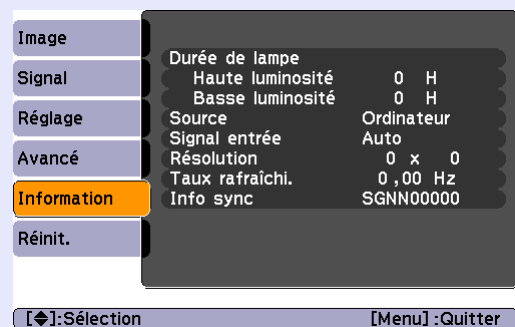 Image
Signal
Réglage
Avancé
Information
Réinit.
Durée de lampe
Haute luminosité 0 H
Basse luminosité 0 H
Source Ordinateur
Signal entrée Auto
Résolution 0 x 0
Taux rafraîchi. 0,00 Hz
Info sync SGNN00000
[◆]:Sélection [Menu]:Quitter